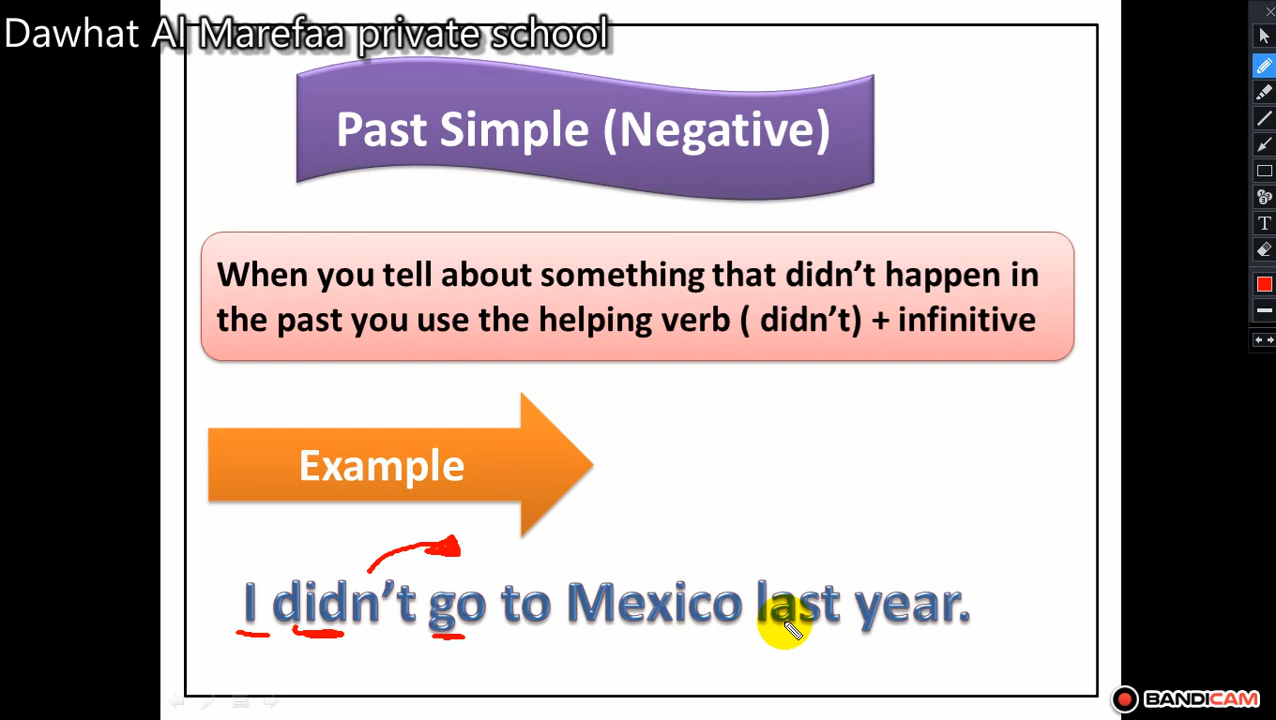 Dawhat Al Marefaa private school
Past Simple (Negative)
When you tell about something that didn't happen in
the past you use the helping verb ( didn't) + infinitive
Example
I didn't go to Mexico last year.
BANDICAM